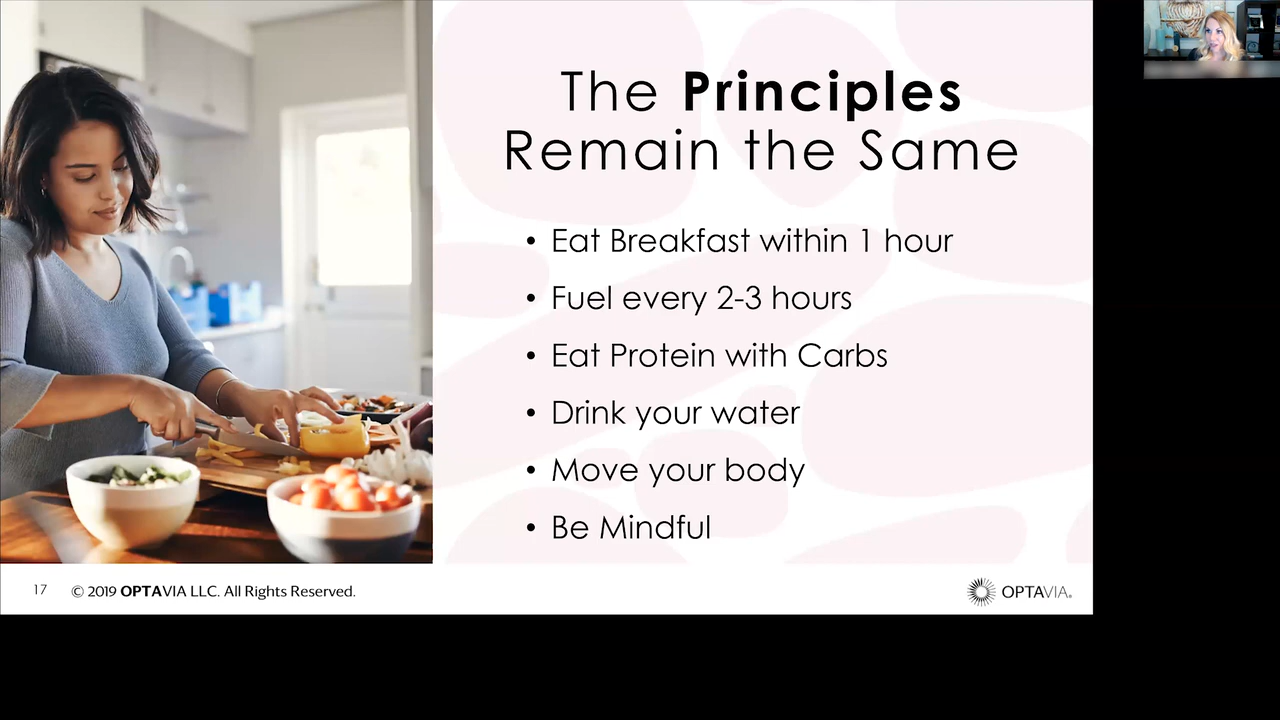 The Principles
Remain the Same
• Eat Breakfast within 1 hour
• Fuel every 2-3 hours
• Eat Protein with Carbs
• Drink your water
• Move your body
• Be Mindful
17 © 2019 OPTAVIA LLC. All Rights Reserved.
OPTAVIA®